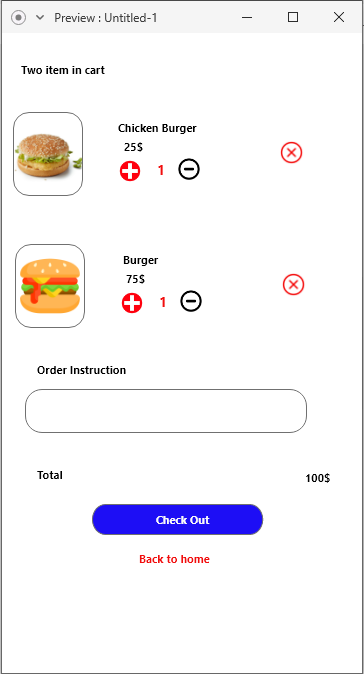 Preview : Untitled-1
Two item in cart
Chicken Burger
25$
1
Burger
75$
1
Order Instruction
Total
100$
Check Out
Back to home